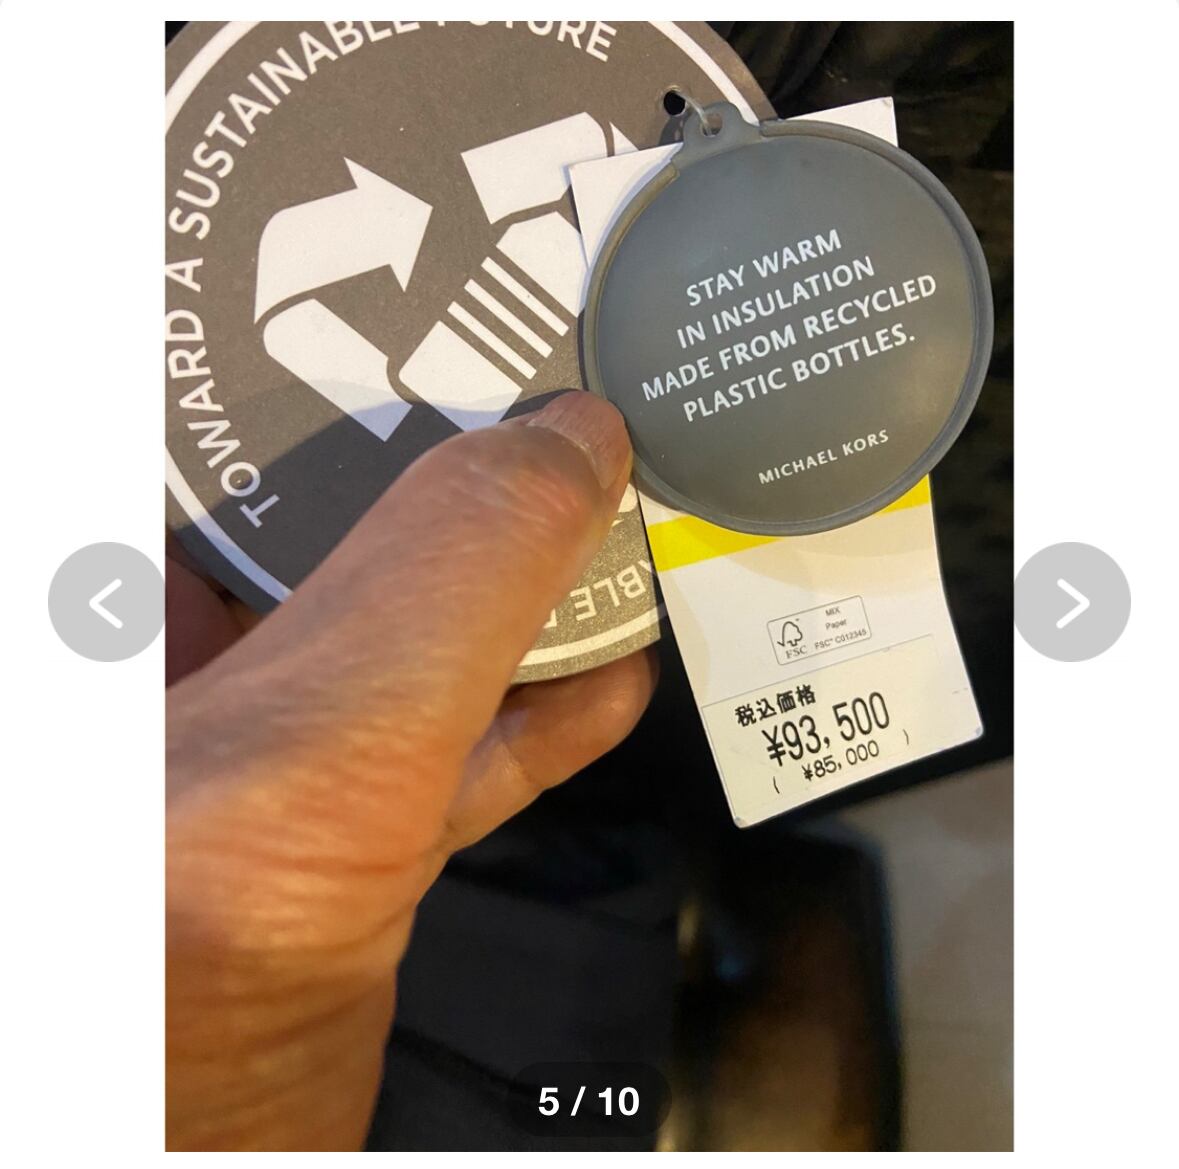 TOWARD A SUSTAINABLE FUTURE
STAY WARM
IN INSULATION
MADE FROM RECYCLED
PLASTIC BOTTLES.
MICHAEL KORS
MIX
Paper
FSC
FSC™ C012345
税込価格
¥93,500
( ¥85,000 )
5 / 10